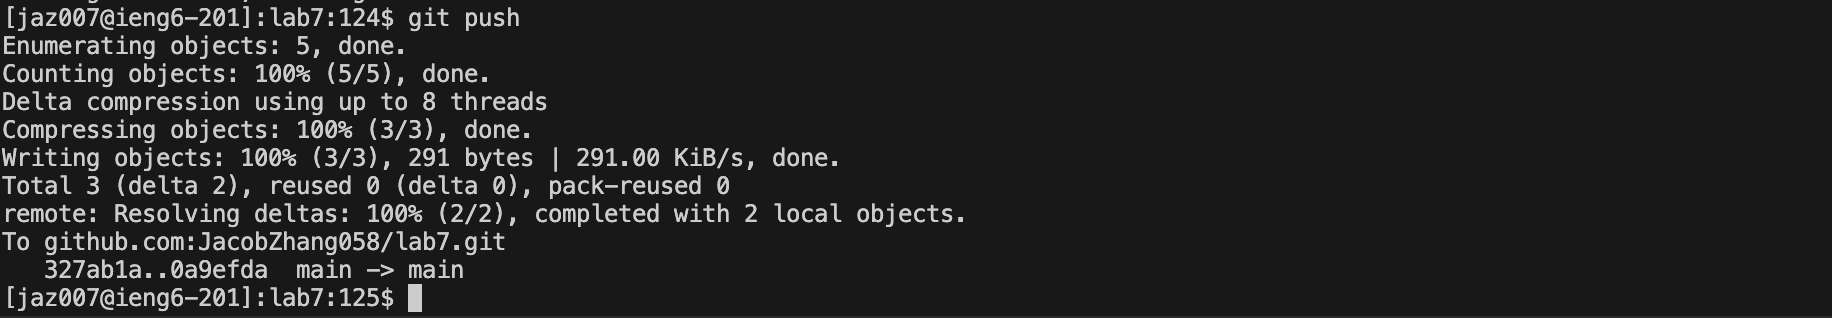 [jaz007@ieng6-201]:lab7:124$ git push
Enumerating objects: 5, done.
Counting objects: 100% (5/5), done.
Delta compression using up to 8 threads
Compressing objects: 100% (3/3), done.
Writing objects: 100% (3/3), 291 bytes | 291.00 KiB/s, done.
Total 3 (delta 2), reused 0 (delta 0), pack-reused 0
remote: Resolving deltas: 100% (2/2), completed with 2 local objects.
To github.com:JacobZhang058/lab7.git
   327ab1a..0a9efda  main -> main
[jaz007@ieng6-201]:lab7:125$